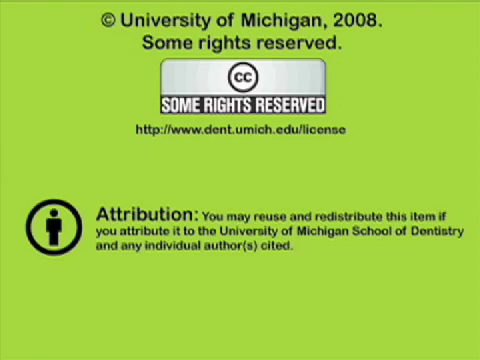 © University of Michigan, 2008.
Some rights reserved.
cc
SOME RIGHTS RESERVED
http://www.dent.umich.edu/license
Attribution: You may reuse and redistribute this item if
you attribute it to the University of Michigan School of Dentistry
and any individual author(s) cited.